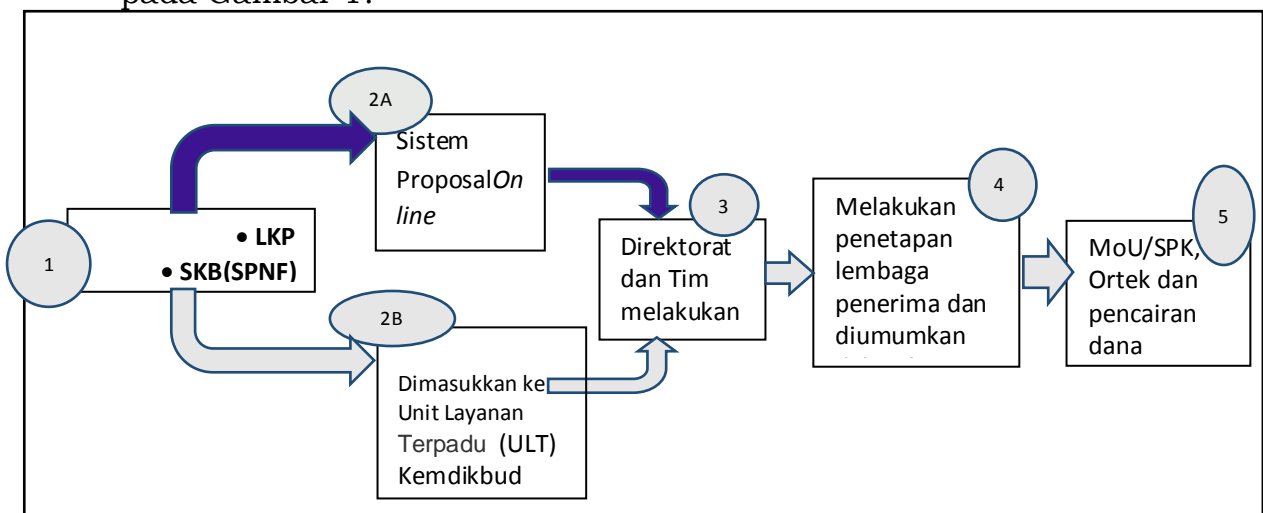 pada Gambar 1.
1
• LKP
• SKB(SPNF)
2A
Sistem
ProposalOn
line
2B
Dimasukkan ke
Unit Layanan
Terpadu (ULT)
Kemdikbud
3
Direktorat
dan Tim
melakukan
4
Melakukan
penetapan
lembaga
penerima dan
diumumkan
5
MoU/SPK,
Ortek dan
pencairan
dana